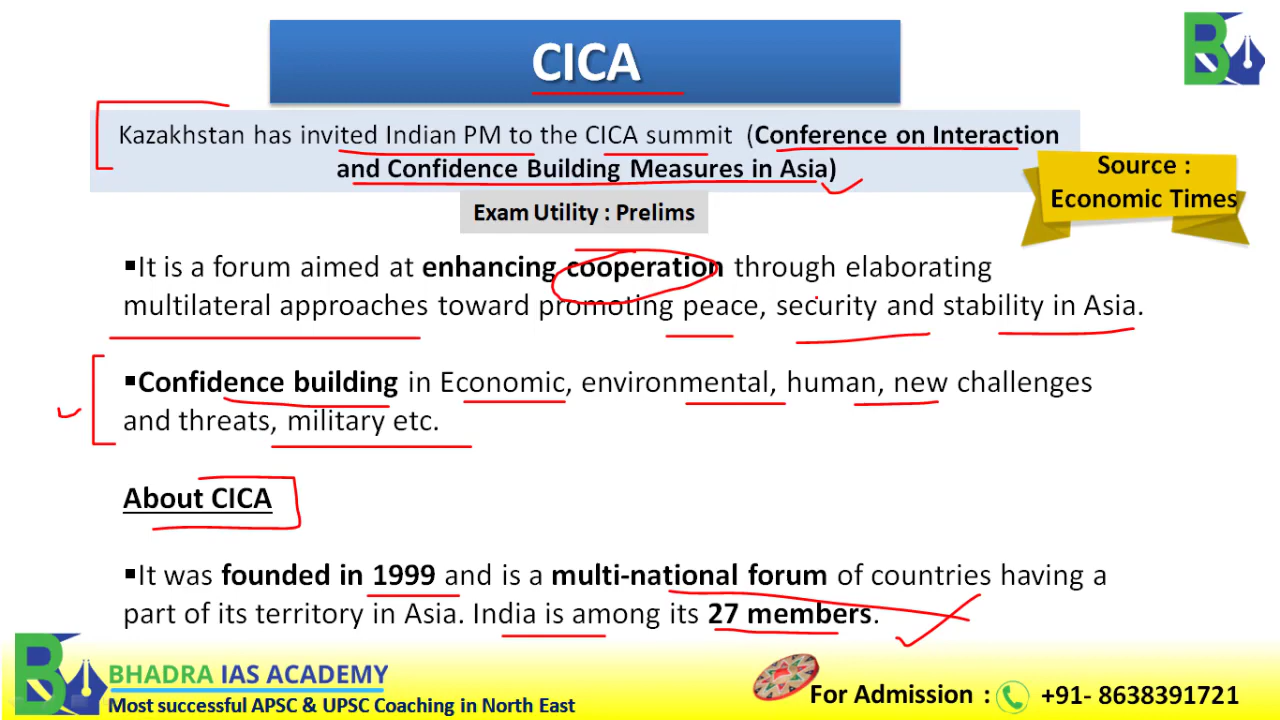 CICA
Kazakhstan has invited Indian PM to the CICA summit (Conference on Interaction
and Confidence Building Measures in Asia)
Source :
Economic Times
Exam Utility : Prelims
▪It is a forum aimed at enhancing cooperation through elaborating
multilateral approaches toward promoting peace, security and stability in Asia.
▪Confidence building in Economic, environmental, human, new challenges
and threats, military etc.
About CICA
▪It was founded in 1999 and is a multi-national forum of countries having a
part of its territory in Asia. India is among its 27 members.
BHADRA IAS ACADEMY
Most successful APSC & UPSC Coaching in North East
For Admission : +91- 8638391721